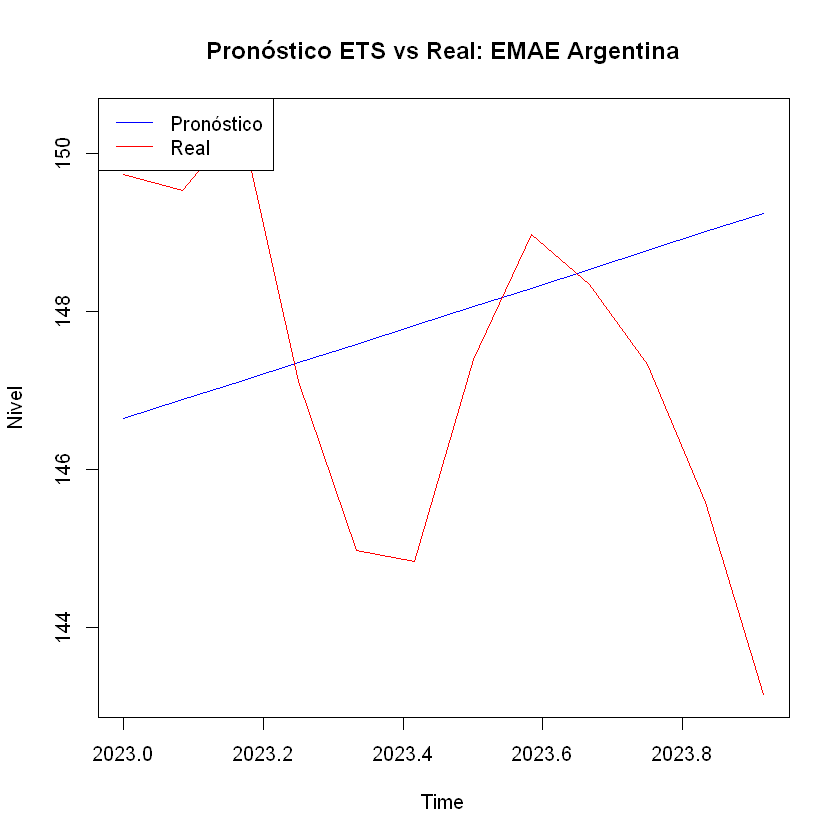 Pronóstico ETS vs Real: EMAE Argentina
Pronóstico
Real
150
148
146
144
Nivel
2023.0 2023.2 2023.4 2023.6 2023.8
Time